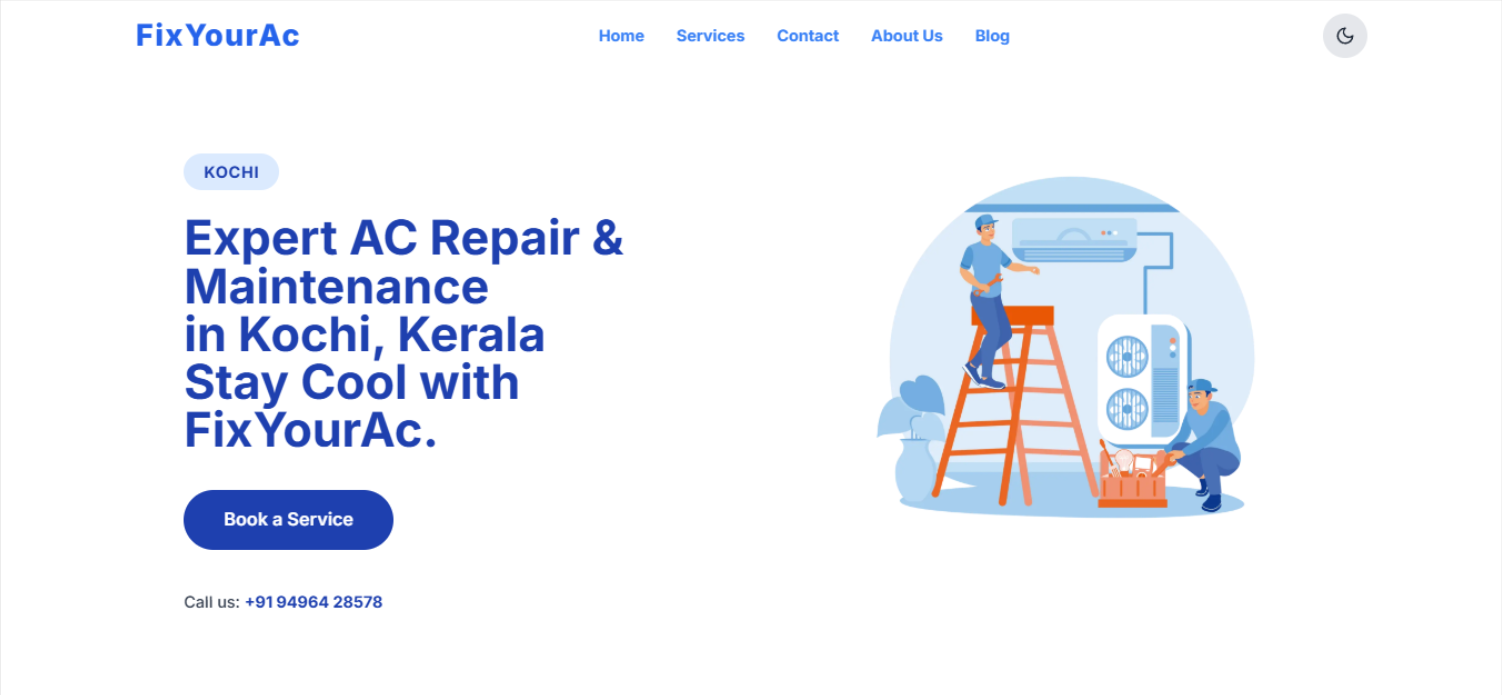 FixYourAc
Home Services Contact About Us Blog
KOCHI
Expert AC Repair &
Maintenance
in Kochi, Kerala
Stay Cool with
FixYourAc.
Book a Service
Call us: +91 94964 28578